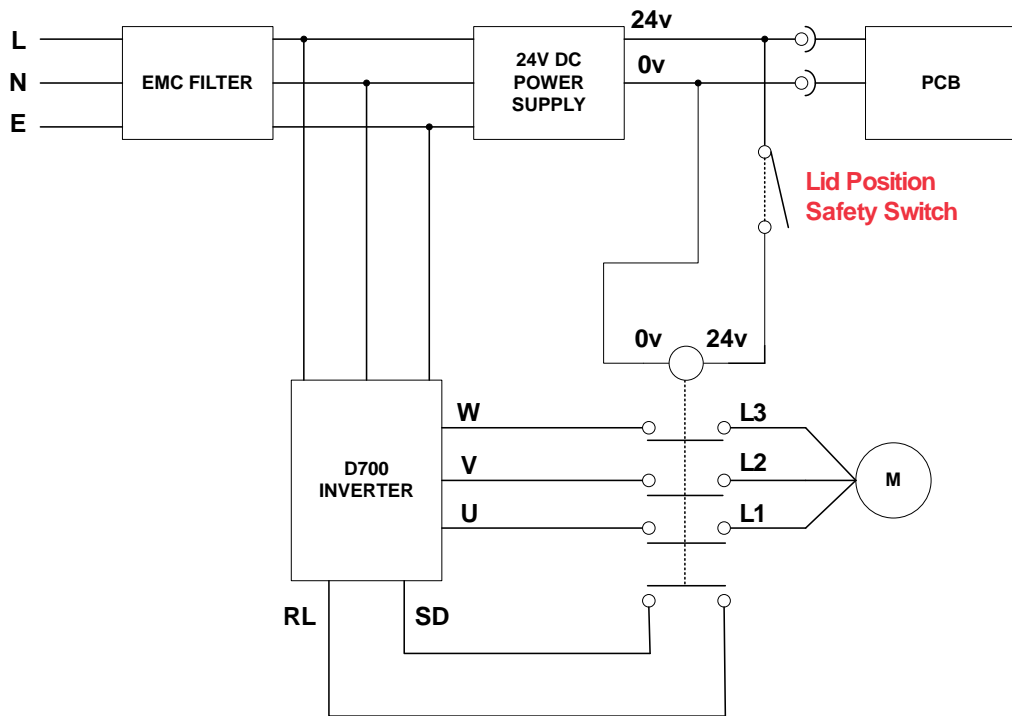 24v
L
EMC FILTER
24V DC
POWER
SUPPLY
0v
PCB
N
E
Lid Position
Safety Switch
0v
24v
W
L3
D700
INVERTER
V
L2
M
U
L1
RL
SD